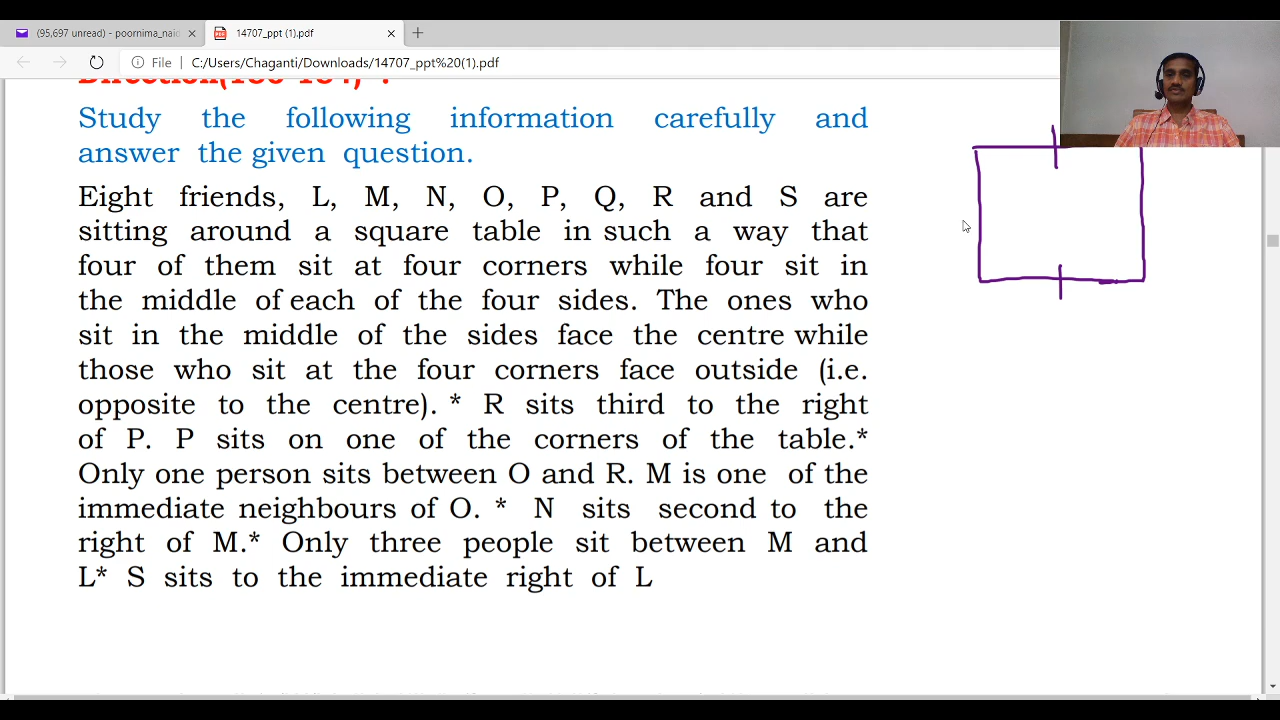 (95,697 unread) - poornima_naid
14707_ppt (1).pdf
File C:/Users/Chaganti/Downloads/14707_ppt%20(1).pdf
Study the following information carefully and
answer the given question.
Eight friends, L, M, N, O, P, Q, R and S are
sitting around a square table in such a way that
four of them sit at four corners while four sit in
the middle of each of the four sides. The ones who
sit in the middle of the sides face the centre while
those who sit at the four corners face outside (i.e.
opposite to the centre). * R sits third to the right
of P. P sits on one of the corners of the table.*
Only one person sits between O and R. M is one of the
immediate neighbours of O. * N sits second to the
right of M.* Only three people sit between M and
L* S sits to the immediate right of L